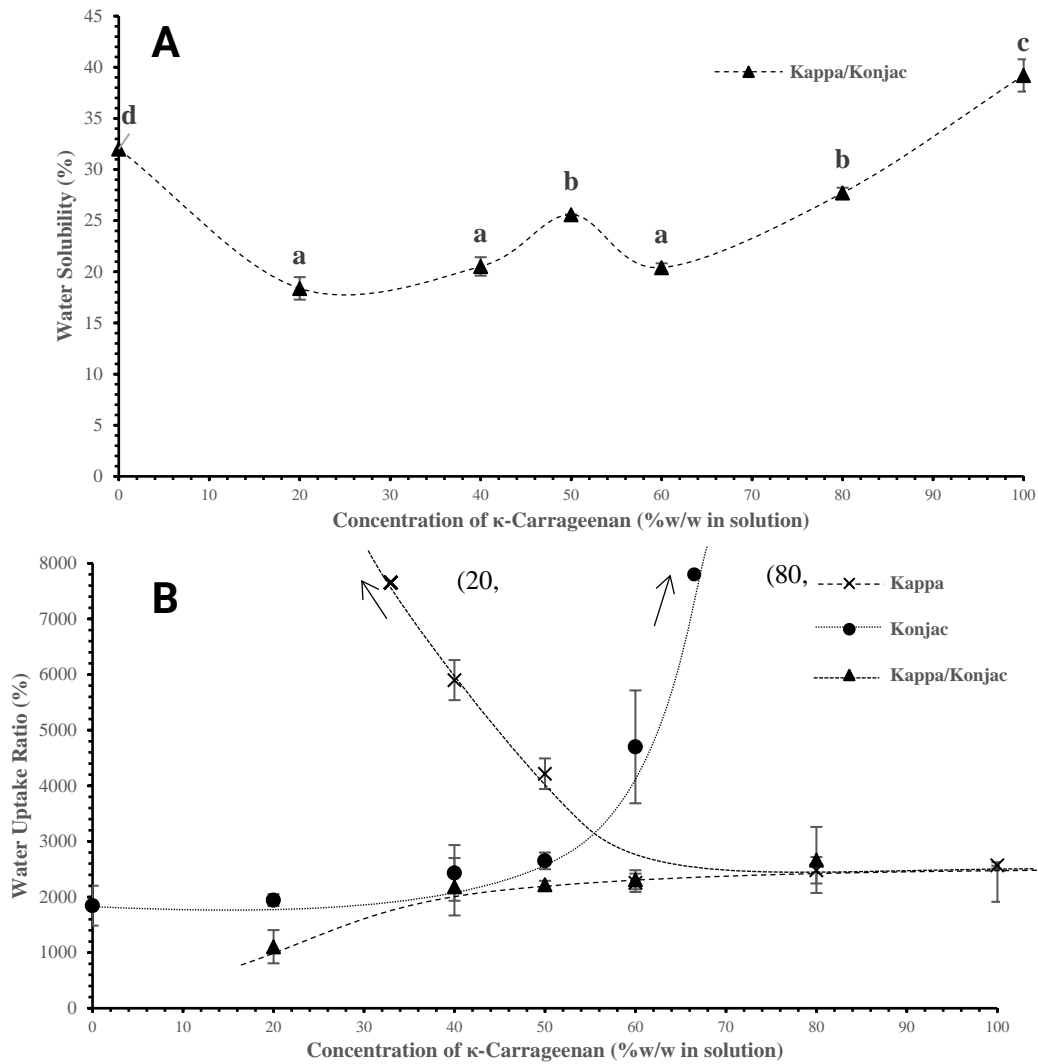 A
Kappa/Konjac
Water Solubility (%)
45
40
35
30
25
20
15
10
5
0
d
a
a
b
a
b
c
0 10 20 30 40 50 60 70 80 90 100
Concentration of κ-Carrageenan (%w/w in solution)
B
(20,
(80,
Kappa
Konjac
Kappa/Konjac
Water Uptake Ratio (%)
8000
7000
6000
5000
4000
3000
2000
1000
0
0 10 20 30 40 50 60 70 80 90 100
Concentration of κ-Carrageenan (%w/w in solution)